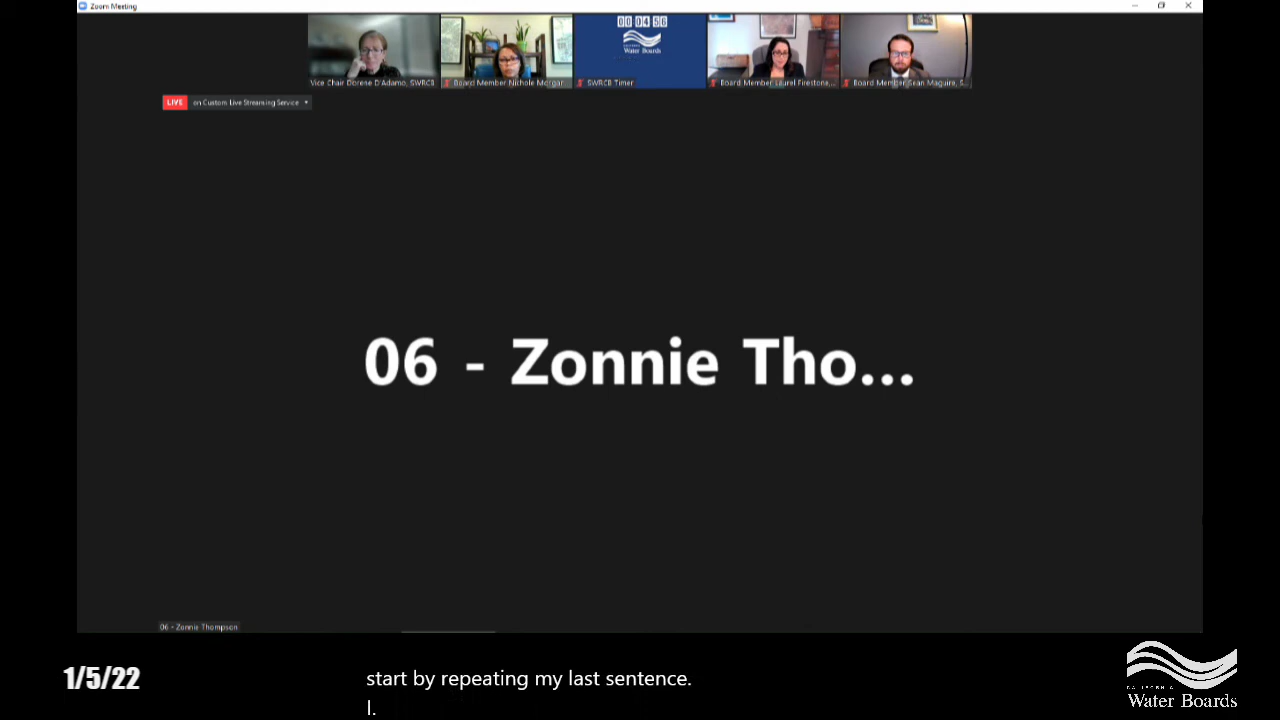 Zoom Meeting
00:04:56
CALIFORNIA
Water Boards
Vice Chair Dorene D'Adamo, SWRCB
Board Member Nichole Morgan
SWRCB Timer
Board Member Laurel Firestone,...
Board Member Sean Maguire, S...
LIVE on Custom Live Streaming Service
06 - Zonnie Tho...
06 - Zonnie Thompson
1/5/22
start by repeating my last sentence.
I.
CALIFORNIA
Water Boards